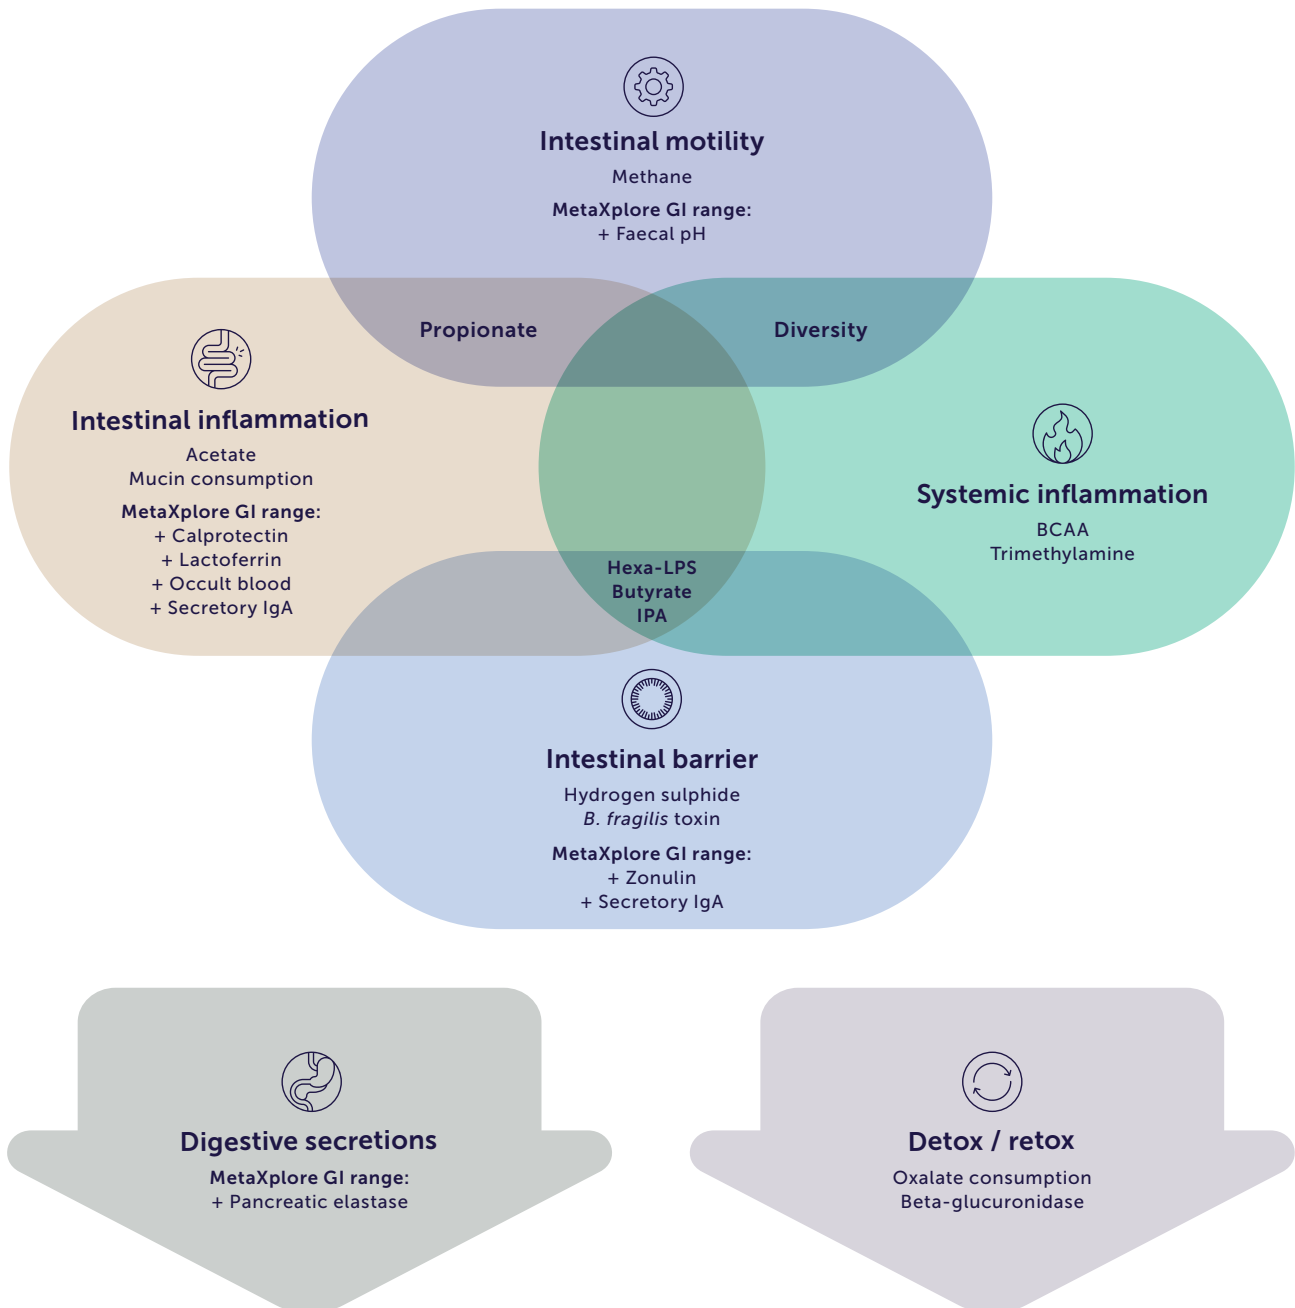 Intestinal motility
Methane
MetaXplore GI range:
+ Faecal pH
Propionate
Diversity
Intestinal inflammation
Acetate
Mucin consumption
MetaXplore GI range:
+ Calprotectin
+ Lactoferrin
+ Occult blood
+ Secretory IgA
Systemic inflammation
BCAA
Trimethylamine
Hexa-LPS
Butyrate
IPA
Intestinal barrier
Hydrogen sulphide
B. fragilis toxin
MetaXplore GI range:
+ Zonulin
+ Secretory IgA
Digestive secretions
MetaXplore GI range:
+ Pancreatic elastase
Detox / retox
Oxalate consumption
Beta-glucuronidase